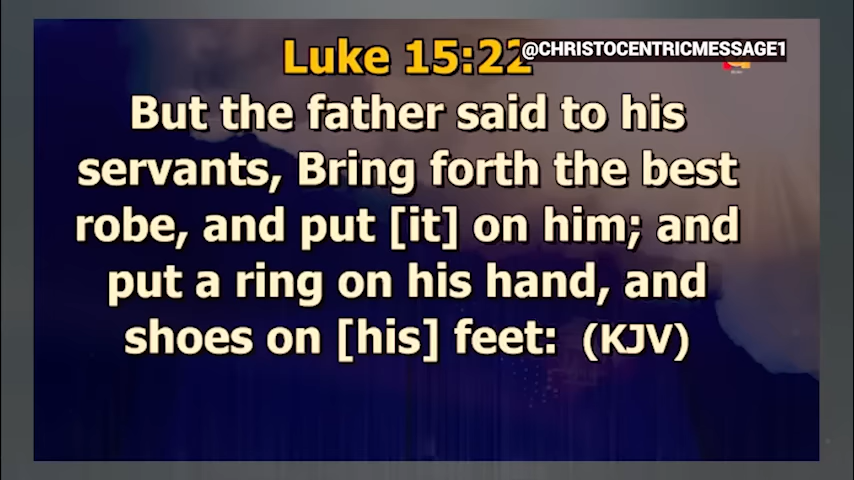 Luke 15:22
@CHRISTOCENTRICMESSAGE1
But the father said to his
servants, Bring forth the best
robe, and put [it] on him; and
put a ring on his hand, and
shoes on [his] feet: (KJV)